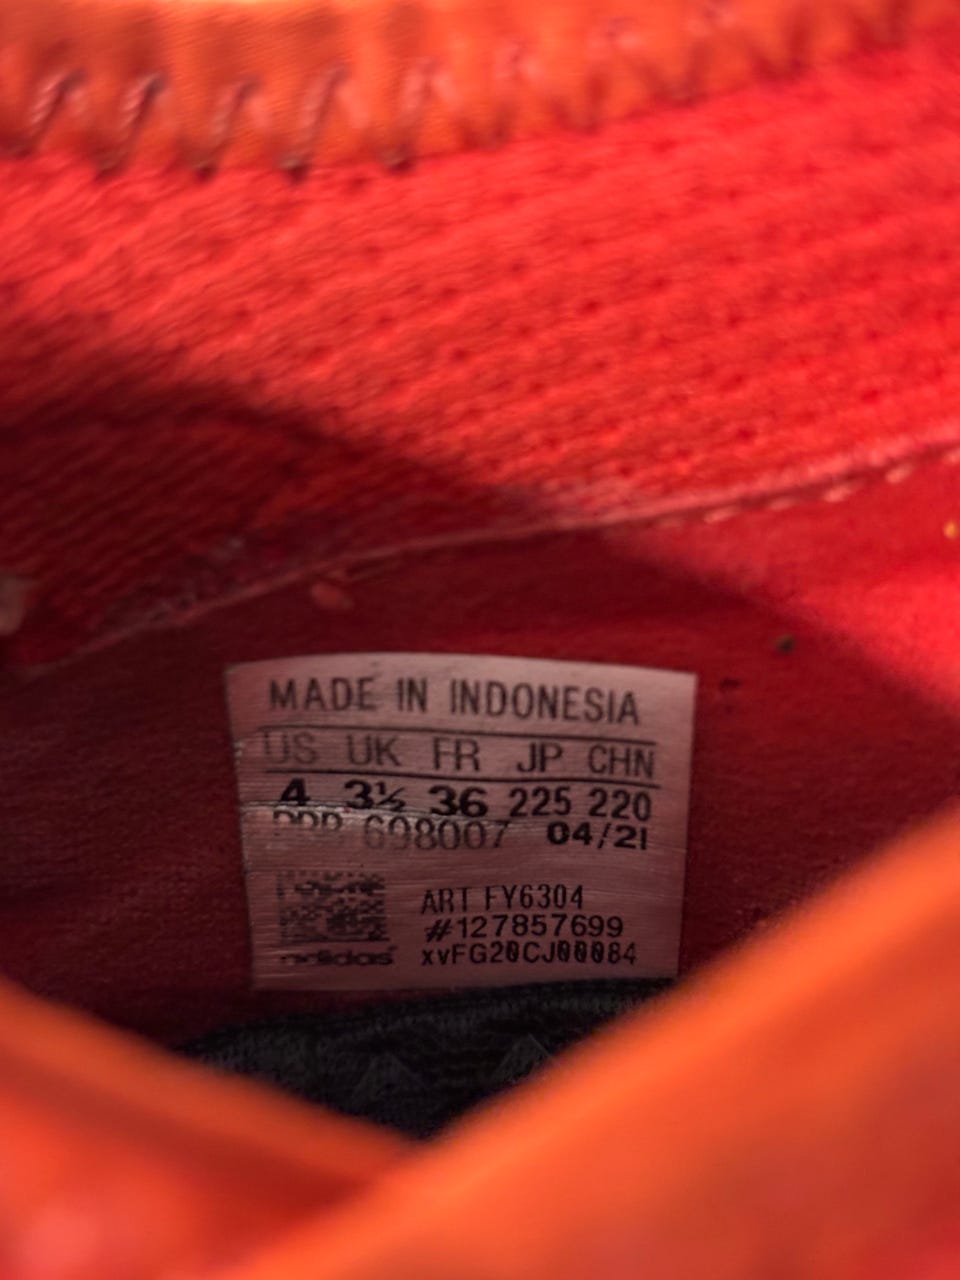 MADE IN INDONESIA
US UK FR JP CHN
4 3½ 36 225 220
698007 04/21
ART FY6304
#127857699
xvFG20CJ00084
adidas